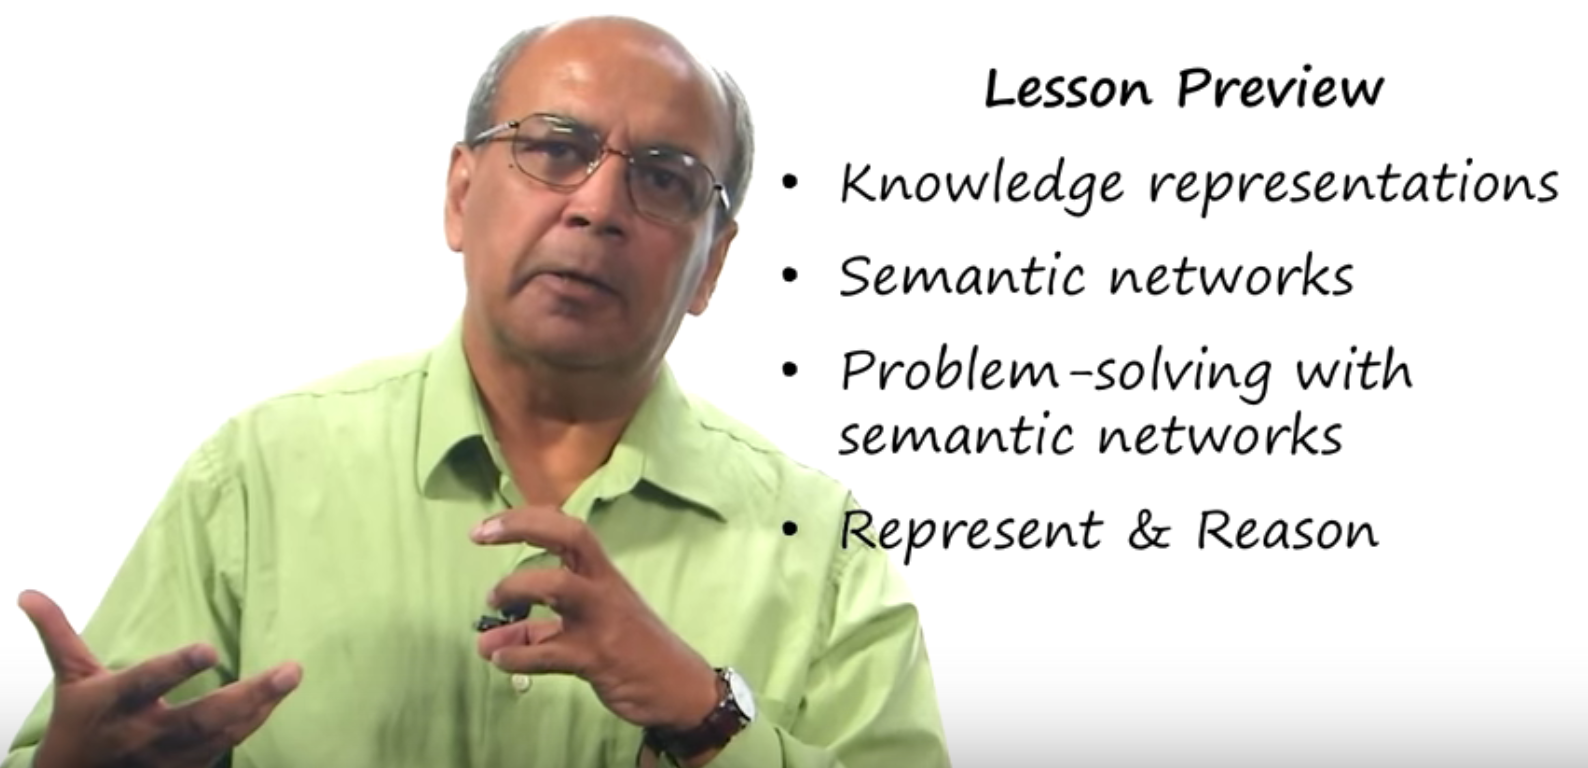 Lesson Preview
• Knowledge representations
• Semantic networks
• Problem-solving with
semantic networks
• Represent & Reason